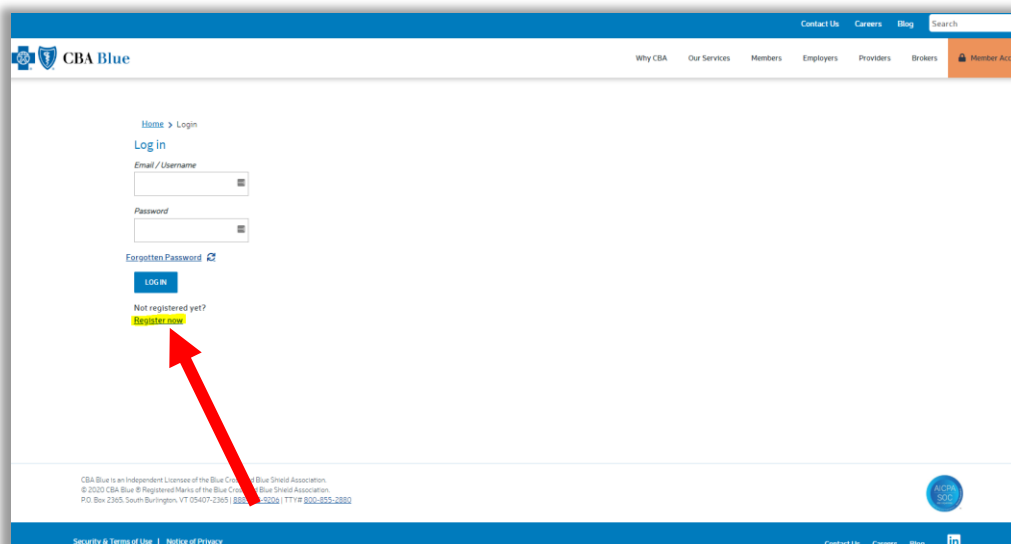 Contact Us Careers Blog Search
CBA Blue
Why CBA Our Services Members Employers Providers Brokers Member Acc
Home > Login
Log in
Email / Username
Password
Forgotten Password
LOG IN
Not registered yet?
Register now
CBA Blue is an Independent Licensee of the Blue Cross Blue Shield Association.
© 2020 CBA Blue ® Registered Marks of the Blue Cross Blue Shield Association.
P.O. Box 2365. South Burlington, VT 05407-2365 | -9206 | TTY# 800-855-2880
AICPA
SOC
Security & Terms of Use | Notice of Privacy
Contact Us Careers Blog in